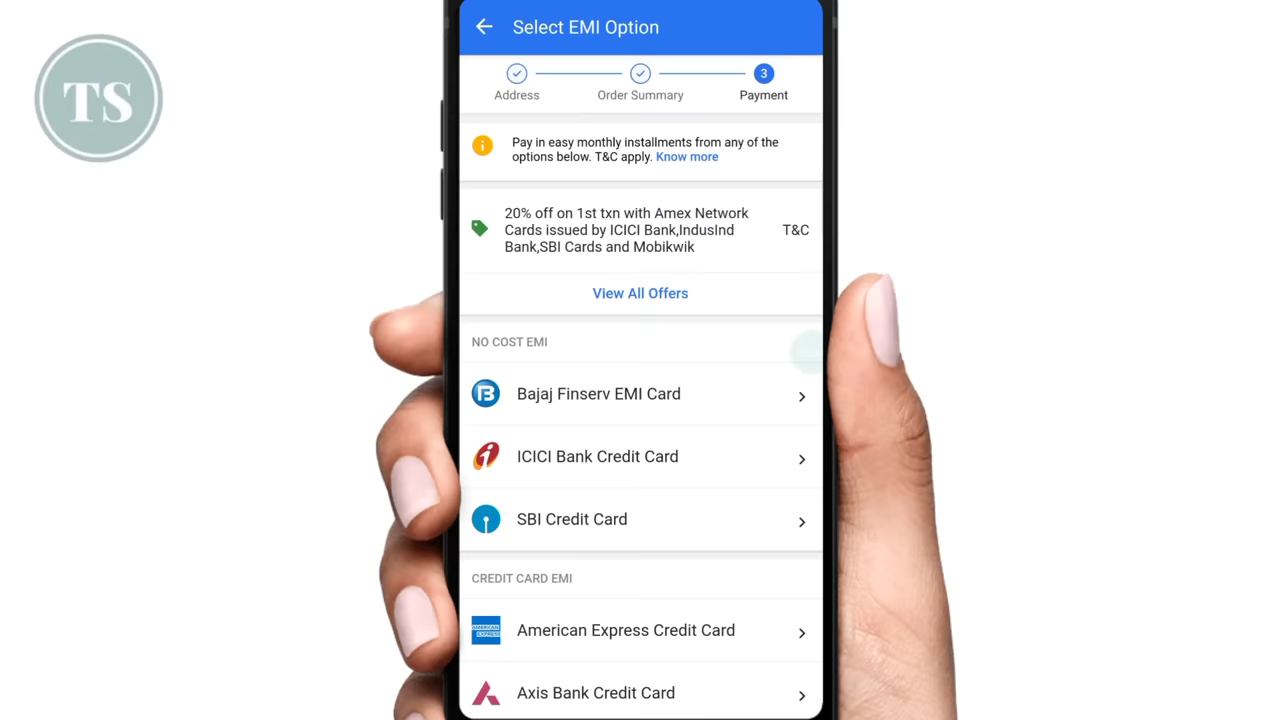 TS
Select EMI Option
3
Address
Order Summary
Payment
Pay in easy monthly installments from any of the
options below. T&C apply. Know more
20% off on 1st txn with Amex Network
Cards issued by ICICI Bank,IndusInd
Bank,SBI Cards and Mobikwik
T&C
View All Offers
NO COST EMI
Bajaj Finserv EMI Card
ICICI Bank Credit Card
SBI Credit Card
CREDIT CARD EMI
AMERICAN
EXPRESS
American Express Credit Card
Axis Bank Credit Card